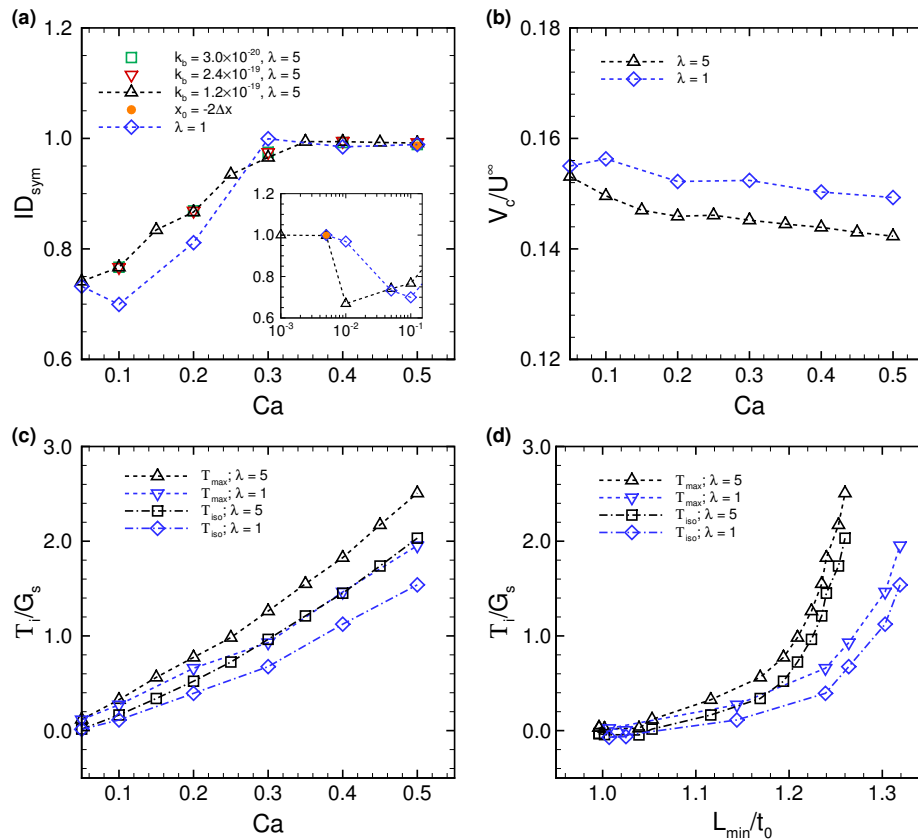 (a)
1.2
1.0
0.8
0.6
ID_sym
k_b = 3.0×10^-20, λ = 5
k_b = 2.4×10^-19, λ = 5
k_b = 1.2×10^-19, λ = 5
x_0 = -2Δx
λ = 1
1.2
1.0
0.8
0.6
10^-3 10^-2 10^-1
0.1 0.2 0.3 0.4 0.5
Ca
(b)
0.18
0.16
0.14
0.12
V_c/U^∞
λ = 5
λ = 1
0.1 0.2 0.3 0.4 0.5
Ca
(c)
3.0
2.0
1.0
0.0
T_i/G_s
T_max; λ = 5
T_max; λ = 1
T_iso; λ = 5
T_iso; λ = 1
0.1 0.2 0.3 0.4 0.5
Ca
(d)
3.0
2.0
1.0
0.0
T_i/G_s
T_max; λ = 5
T_max; λ = 1
T_iso; λ = 5
T_iso; λ = 1
1.0 1.1 1.2 1.3
L_min/t_0